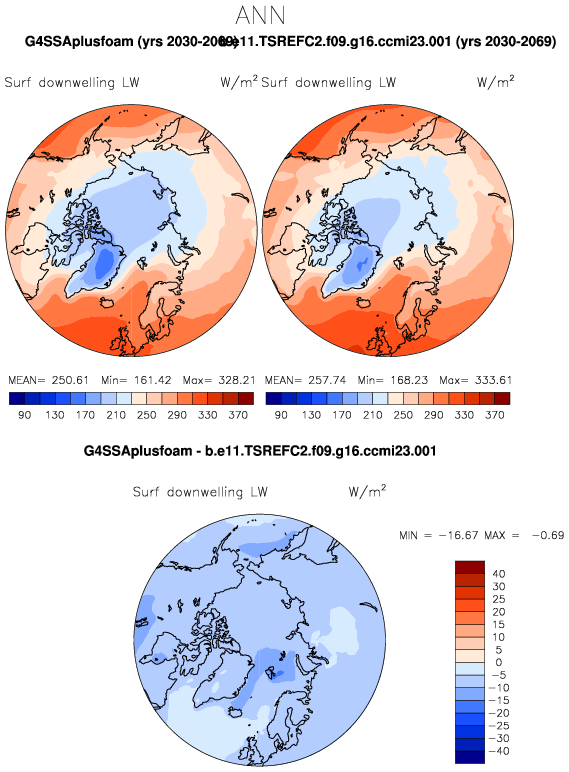 ANN
G4SSAplusfoam (yrs 2030-2069) b.e11.TSREFC2.f09.g16.ccmi23.001 (yrs 2030-2069)
Surf downwelling LW W/m² Surf downwelling LW W/m²
MEAN= 250.61 Min= 161.42 Max= 328.21 MEAN= 257.74 Min= 168.23 Max= 333.61
90 130 170 210 250 290 330 370 90 130 170 210 250 290 330 370
G4SSAplusfoam - b.e11.TSREFC2.f09.g16.ccmi23.001
Surf downwelling LW W/m²
MIN = -16.67 MAX = -0.69
40
30
25
20
15
10
5
0
-5
-10
-15
-20
-25
-30
-40